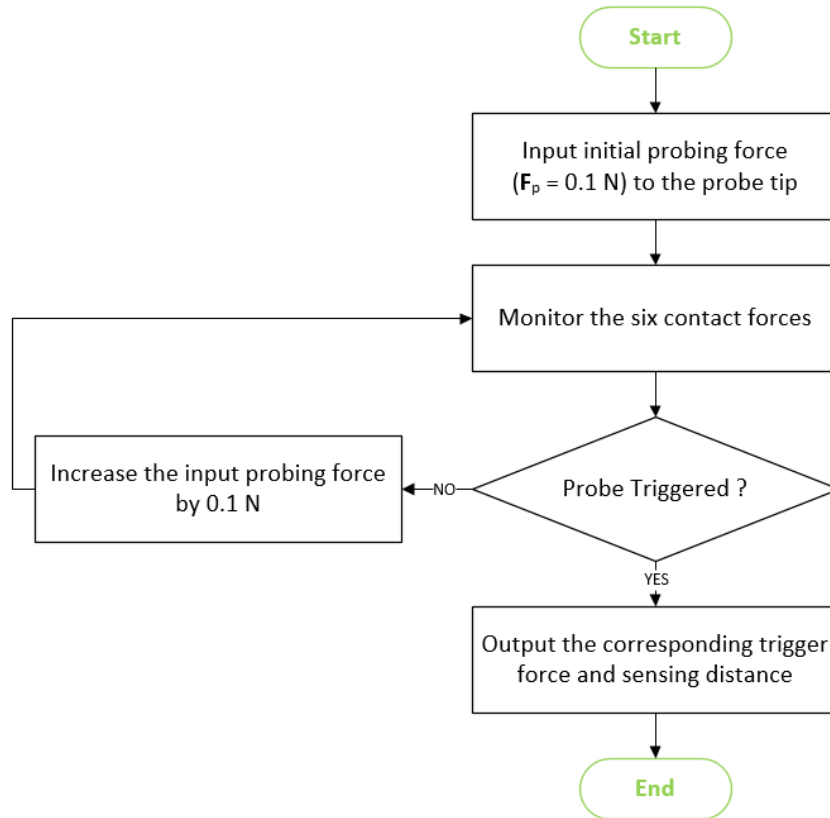 Start
Input initial probing force
(Fₚ = 0.1 N) to the probe tip
Monitor the six contact forces
Increase the input probing force
by 0.1 N
NO
Probe Triggered ?
YES
Output the corresponding trigger
force and sensing distance
End